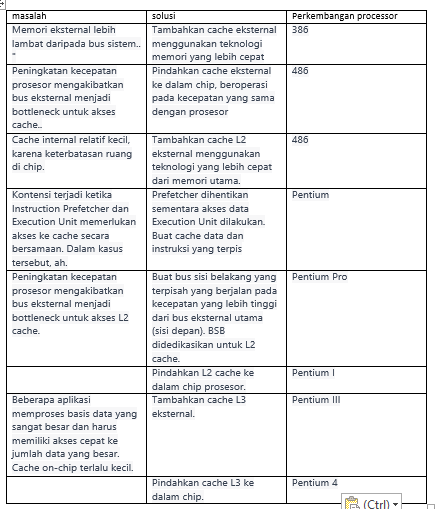 masalah solusi Perkembangan processor
Memori eksternal lebih
lambat daripada bus sistem..
"
Tambahkan cache eksternal
menggunakan teknologi
memori yang lebih cepat
386
Peningkatan kecepatan
prosesor mengakibatkan
bus eksternal menjadi
bottleneck untuk akses
cache..
Pindahkan cache eksternal
ke dalam chip, beroperasi
pada kecepatan yang sama
dengan prosesor
486
Cache internal relatif kecil,
karena keterbatasan ruang
di chip.
Tambahkan cache L2
eksternal menggunakan
teknologi yang lebih cepat
dari memori utama.
486
Kontensi terjadi ketika
Instruction Prefetcher dan
Execution Unit memerlukan
akses ke cache secara
bersamaan. Dalam kasus
tersebut, ah.
Prefetcher dihentikan
sementara akses data
Execution Unit dilakukan.
Buat cache data dan
instruksi yang terpis
Pentium
Peningkatan kecepatan
prosesor mengakibatkan
bus eksternal menjadi
bottleneck untuk akses L2
cache.
Buat bus sisi belakang yang
terpisah yang berjalan pada
kecepatan yang lebih tinggi
dari bus eksternal utama
(sisi depan). BSB
didedikasikan untuk L2
cache.
Pentium Pro
Pindahkan L2 cache ke
dalam chip prosesor.
Pentium I
Beberapa aplikasi
memproses basis data yang
sangat besar dan harus
memiliki akses cepat ke
jumlah data yang besar.
Cache on-chip terlalu kecil.
Tambahkan cache L3
eksternal.
Pentium III
Pindahkan cache L3 ke
dalam chip.
Pentium 4
(Ctrl)